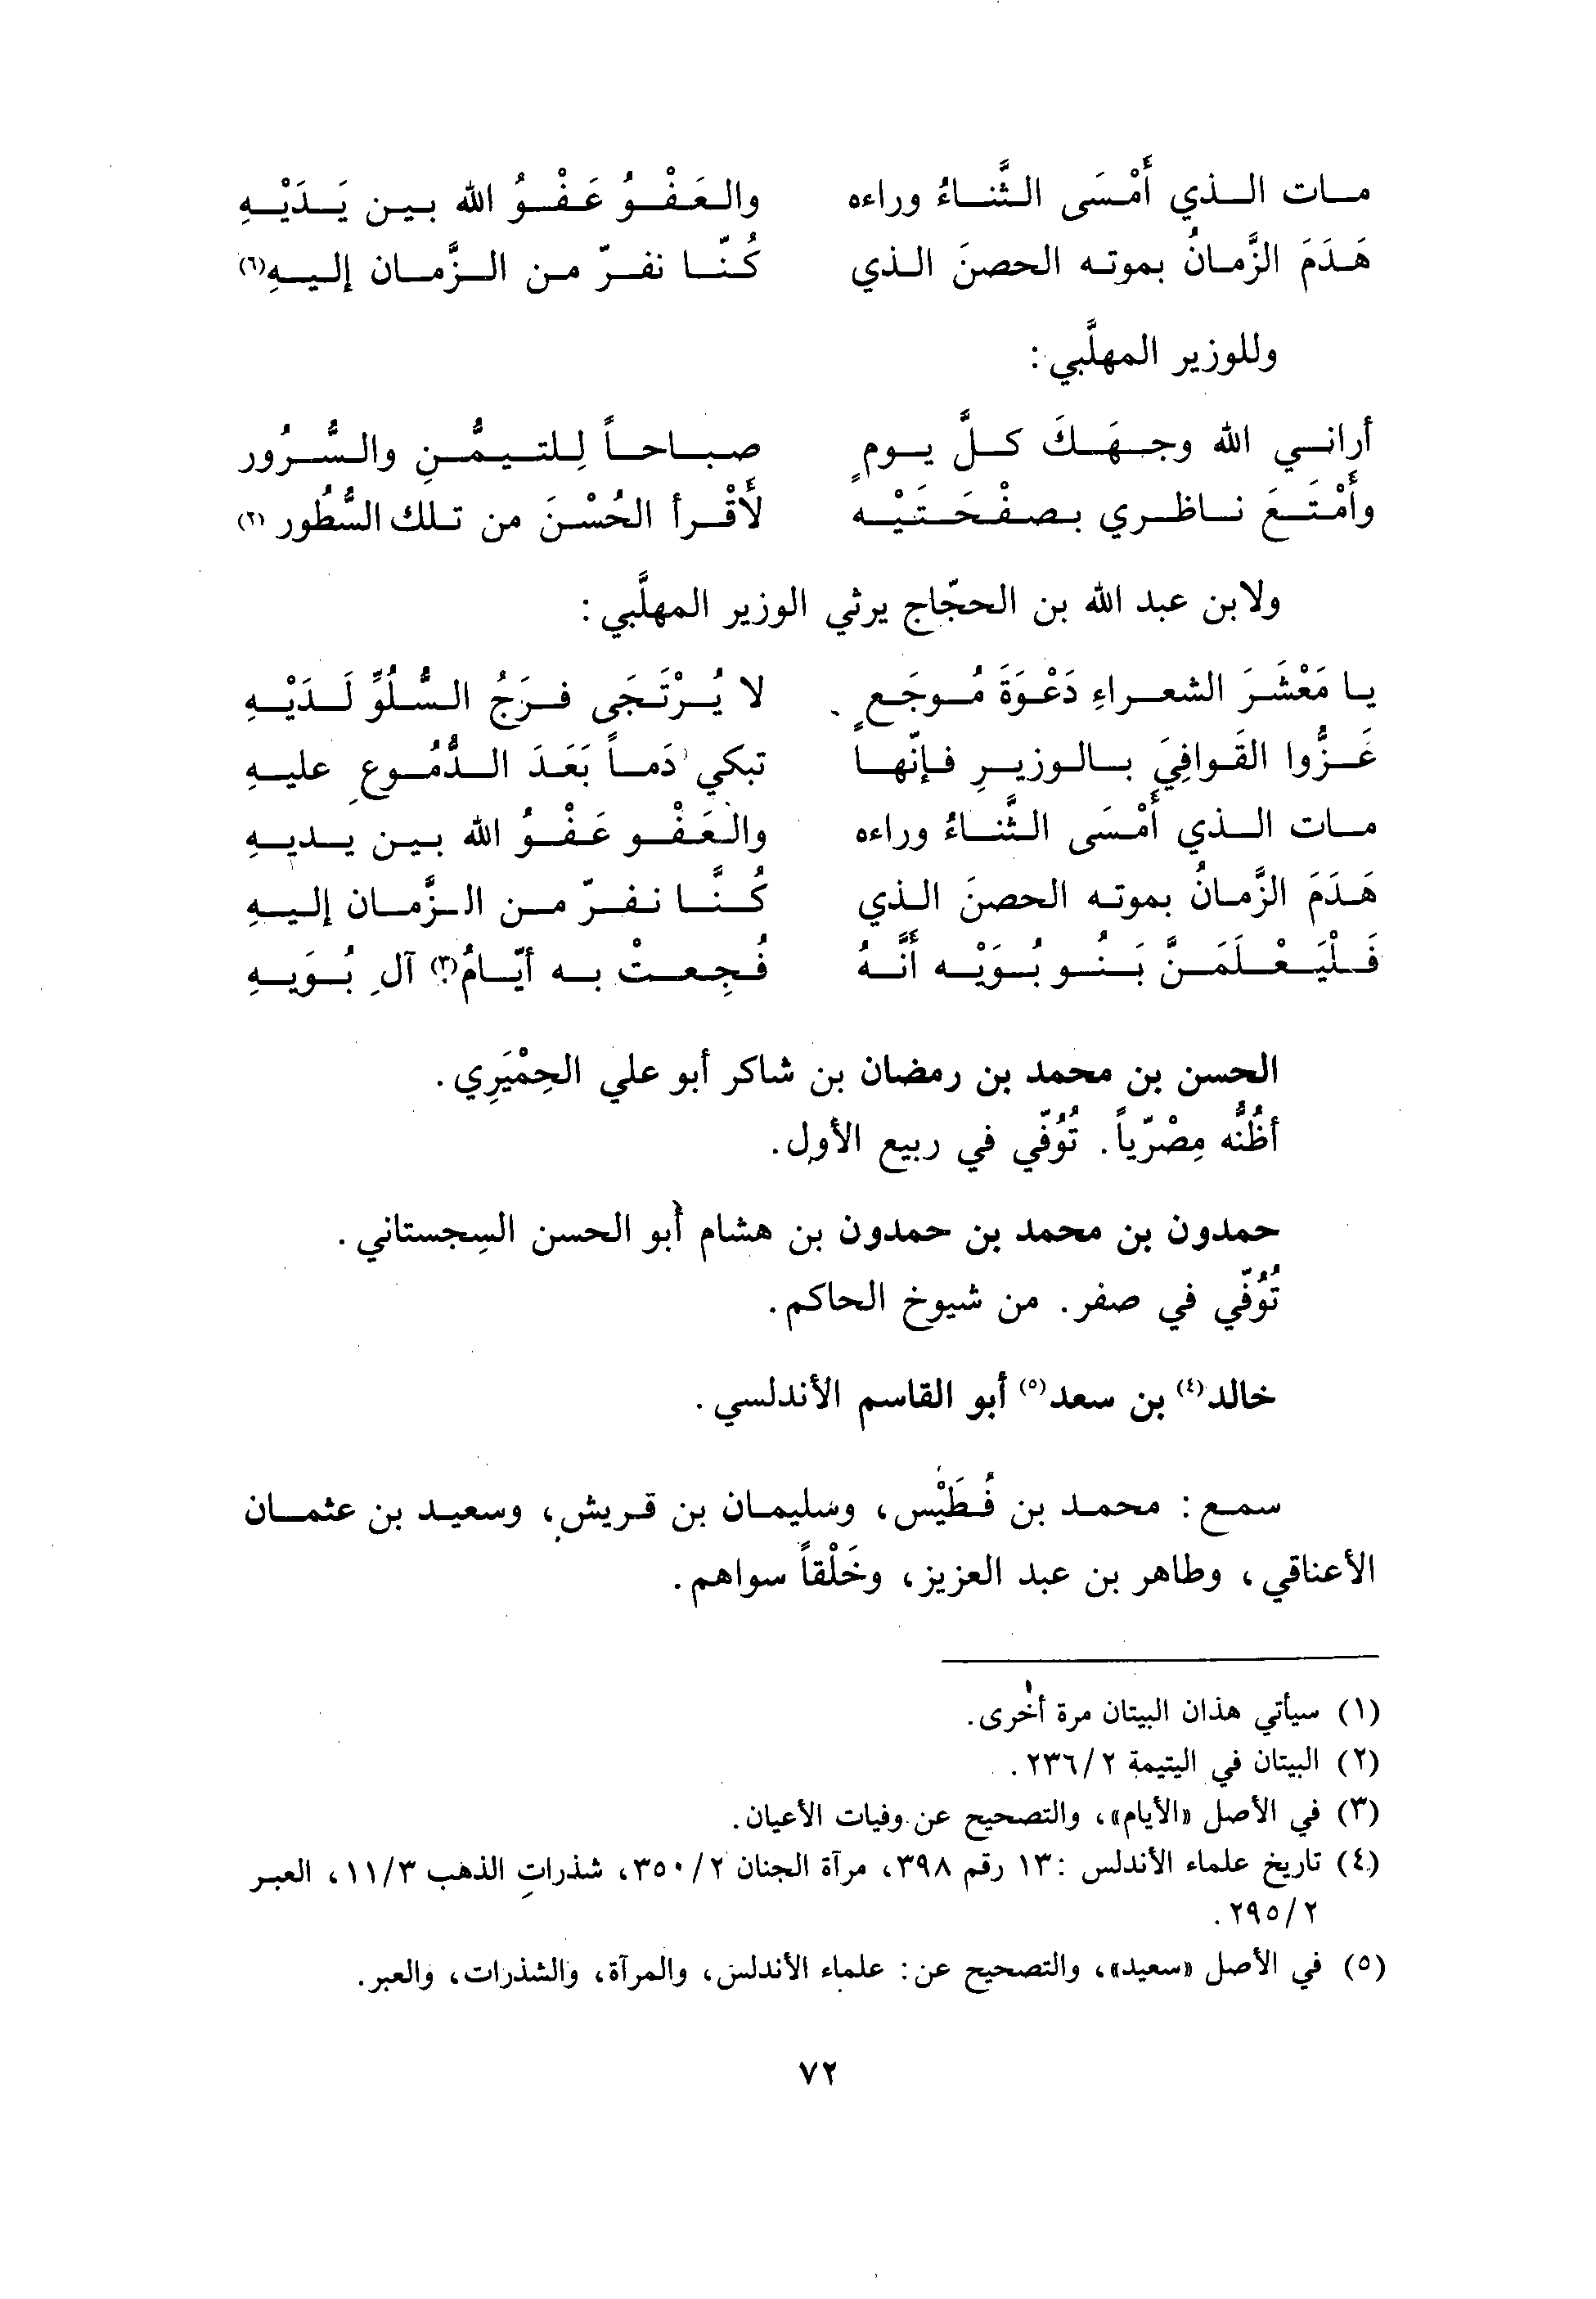 مات الذي أَمْسَى الثَّناءُ وراءه والعَفْوُ عَفْوُ الله بين يَدَيْهِ
هَدَمَ الزَّمانُ بموته الحصنَ الذي كُنّا نفرّ من الزَّمان إليهِ(٦)
وللوزير المهلَّبي :
أراني الله وجهَكَ كلَّ يومٍ صباحاً لِلتيمُّنِ والسُّرُور
وأَمْتَعَ ناظري بصفْحَتَيْه لأَقْرأ الحُسْنَ من تلك السُّطُور (٢)
ولابن عبد الله بن الحجّاج يرثي الوزير المهلَّبي :
يا مَعْشَرَ الشعراءِ دَعْوَةَ مُوجَعٍ لا يُرْتَجَى فرَجُ السُّلُوِّ لَدَيْهِ
عَزُّوا القَوافِيَ بالوزيرِ فإنّها تبكي دَماً بَعَدَ الدُّمُوعِ عليهِ
مات الذي أَمْسَى الثَّناءُ وراءه والعَفْو عَفْوُ الله بين يديهِ
هَدَمَ الزَّمانُ بموته الحصنَ الذي كُنَّا نفرّ من الزَّمان إليهِ
فَلْيَعْلَمَنَّ بَنُو بُوَيْه أَنَّهُ فُجِعتْ به أيّامُ(٣) آلِ بُوَيهِ
الحسن بن محمد بن رمضان بن شاكر أبو علي الحِمْيَرِي .
أظُنُّه مِصْرّياً . تُوُفّي في ربيع الأول .
حمدون بن محمد بن حمدون بن هشام أبو الحسن السِجستاني .
تُوُفّي في صفر . من شيوخ الحاكم .
خالد(٤) بن سعد(٥) أبو القاسم الأندلسي .
سمع : محمد بن فُطَيْس ، وسليمان بن قريش ، وسعيد بن عثمان
الأعناقي ، وطاهر بن عبد العزيز ، وخَلْقاً سواهم .
(١) سيأتي هذان البيتان مرة أخرى .
(٢) البيتان في اليتيمة ٢٣٦/٢ .
(٣) في الأصل «الأيام» ، والتصحيح عن وفيات الأعيان .
(٤) تاريخ علماء الأندلس : ١٣ رقم ٣٩٨ ، مرآة الجنان ٣٥٠/٢ ، شذرات الذهب ١١/٣ ، العبر
٢٩٥/٢ .
(٥) في الأصل «سعيد» ، والتصحيح عن : علماء الأندلس ، والمرآة ، والشذرات ، والعبر .
٧٢